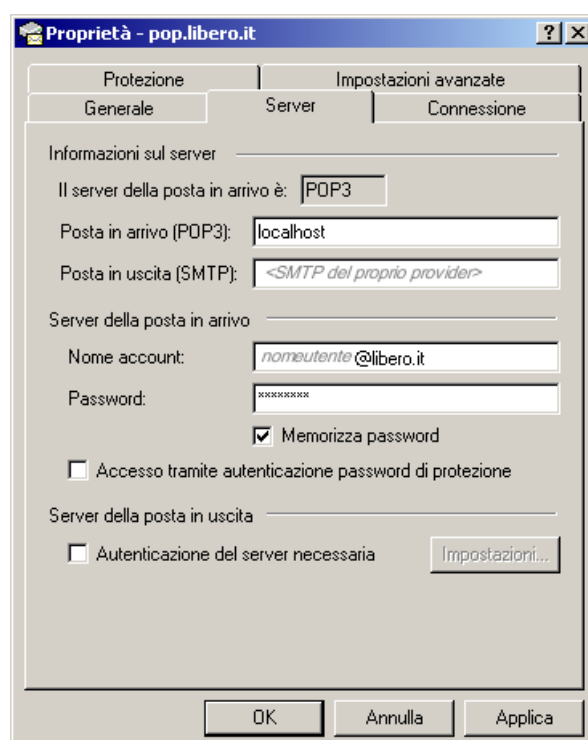 Proprietà - pop.libero.it
Protezione Impostazioni avanzate
Generale Server Connessione
Informazioni sul server
Il server della posta in arrivo è: POP3
Posta in arrivo (POP3): localhost
Posta in uscita (SMTP): <SMTP del proprio provider>
Server della posta in arrivo
Nome account: nomeutente@libero.it
Password: ********
Memorizza password
Accesso tramite autenticazione password di protezione
Server della posta in uscita
Autenticazione del server necessaria Impostazioni...
OK Annulla Applica